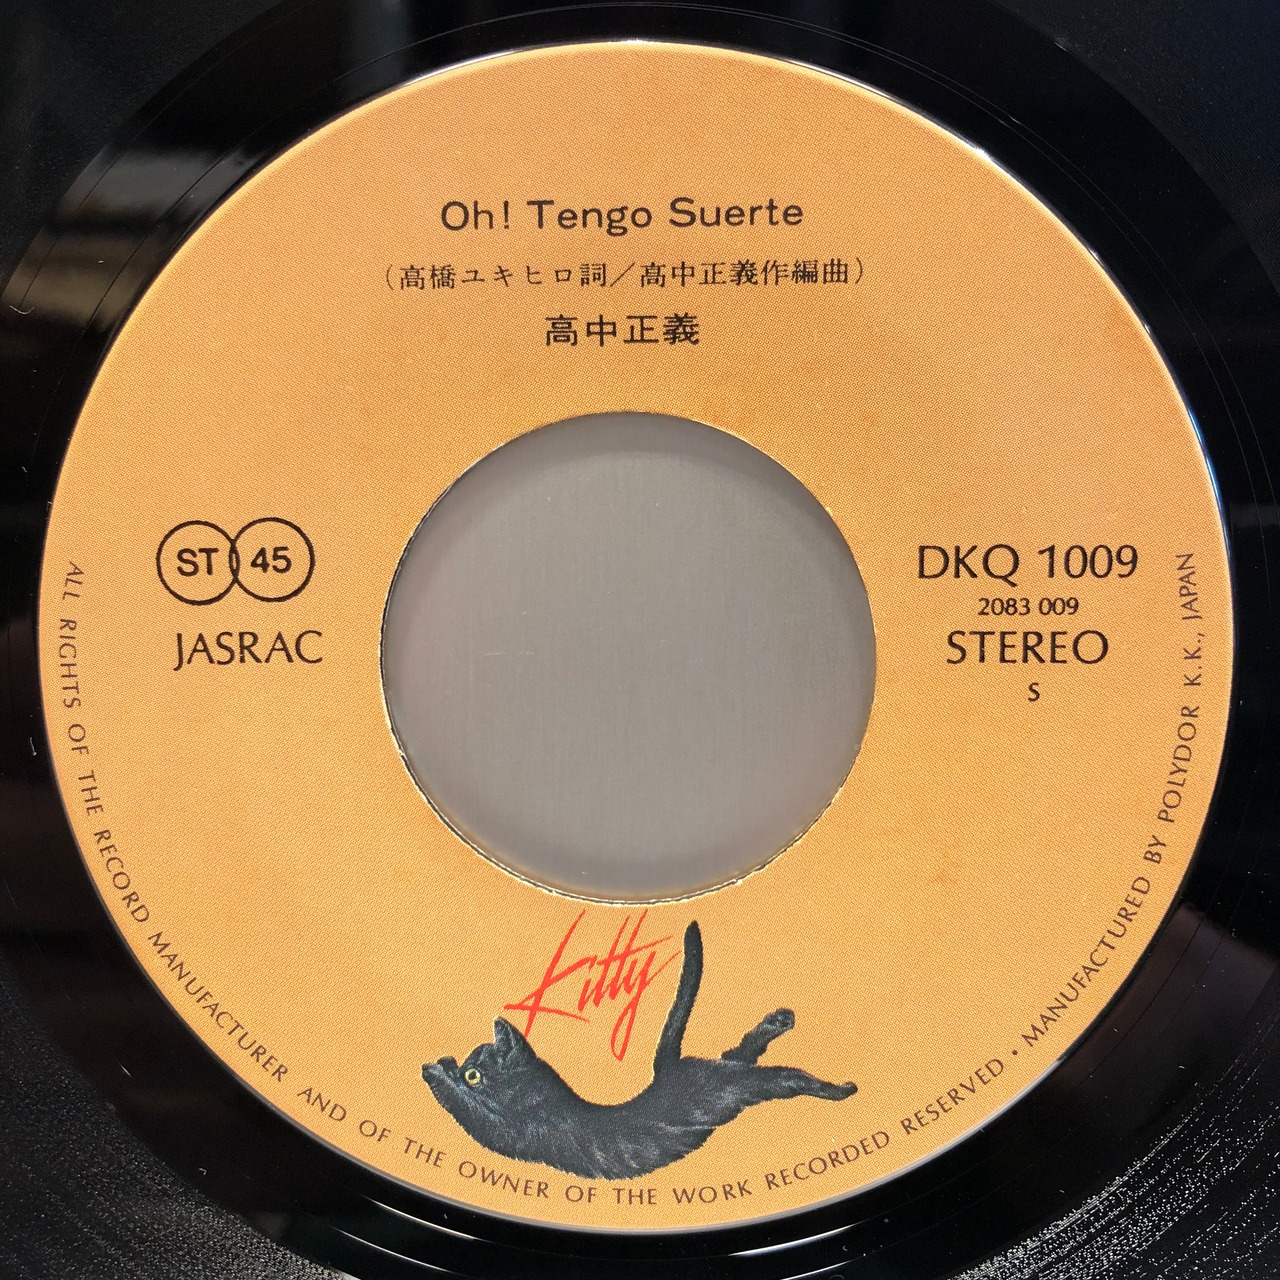 Oh! Tengo Suerte
（高橋ユキヒロ詞／高中正義作編曲）
高中正義
ST 45
JASRAC
DKQ 1009
2083 009
STEREO
S
Kitty
ALL RIGHTS OF THE RECORD MANUFACTURER AND OF THE OWNER OF THE WORK RECORDED RESERVED • MANUFACTURED BY POLYDOR K.K., JAPAN